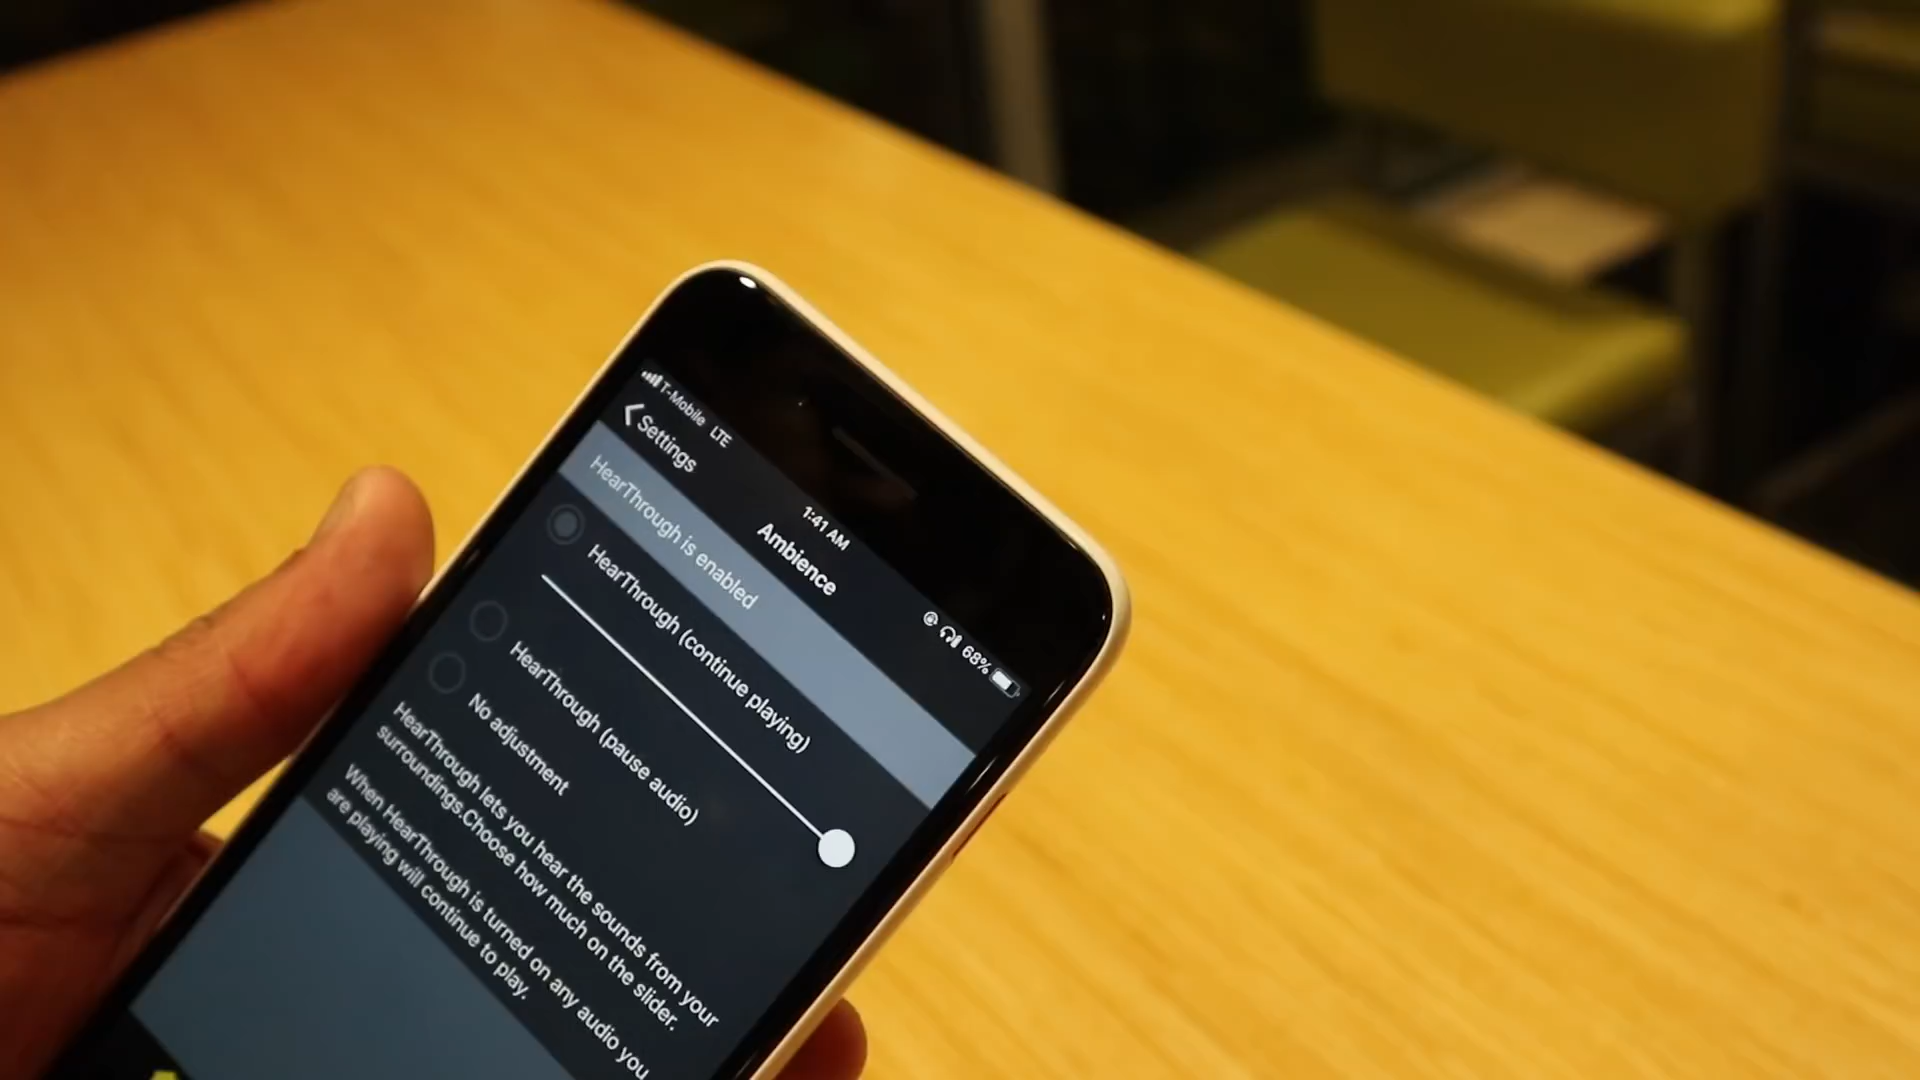 T-Mobile LTE
1:41 AM
68%
Settings
Ambience
HearThrough is enabled
HearThrough (continue playing)
HearThrough (pause audio)
No adjustment
HearThrough lets you hear the sounds from your
surroundings.Choose how much on the slider.
When HearThrough is turned on any audio you
are playing will continue to play.